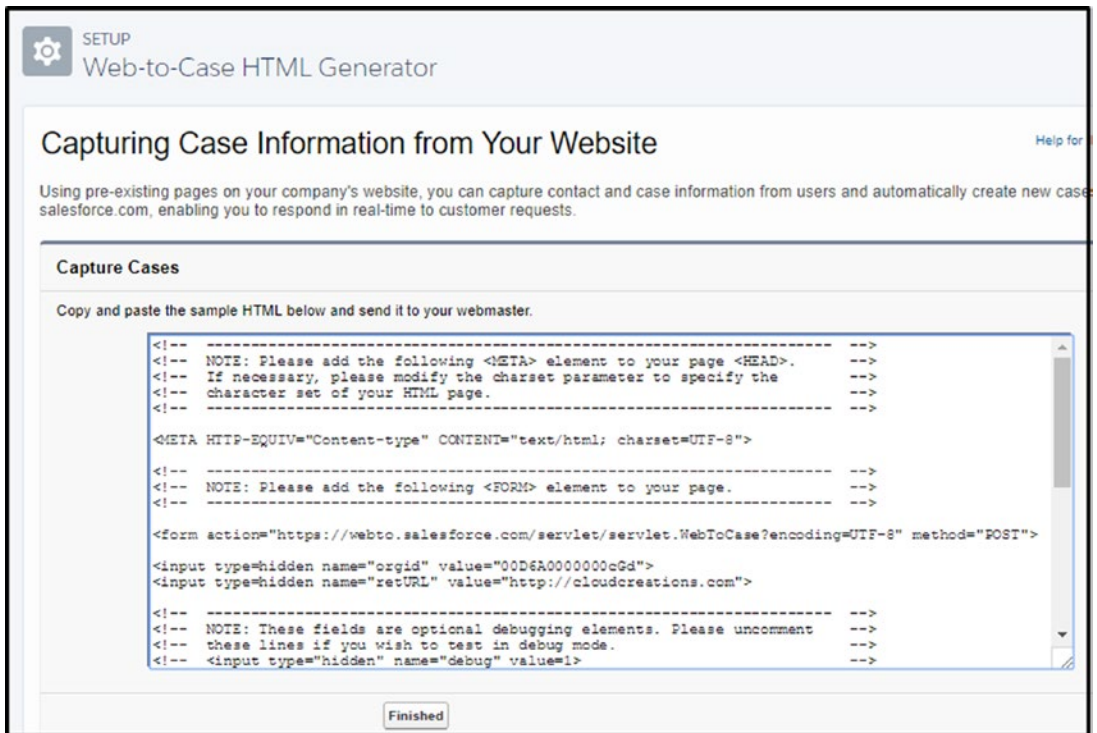 SETUP
Web-to-Case HTML Generator
Capturing Case Information from Your Website
Help for
Using pre-existing pages on your company's website, you can capture contact and case information from users and automatically create new case
salesforce.com, enabling you to respond in real-time to customer requests.
Capture Cases
Copy and paste the sample HTML below and send it to your webmaster.
<!-- ---------------------------------------------------------------------- -->
<!-- NOTE: Please add the following <META> element to your page <HEAD>. -->
<!-- If necessary, please modify the charset parameter to specify the -->
<!-- character set of your HTML page. -->
<!-- ---------------------------------------------------------------------- -->
<META HTTP-EQUIV="Content-type" CONTENT="text/html; charset=UTF-8">
<!-- ---------------------------------------------------------------------- -->
<!-- NOTE: Please add the following <FORM> element to your page. -->
<!-- ---------------------------------------------------------------------- -->
<form action="https://webto.salesforce.com/servlet/servlet.WebToCase?encoding=UTF-8" method="POST">
<input type=hidden name="orgid" value="00D6A0000000cGd">
<input type=hidden name="retURL" value="http://cloudcreations.com">
<!-- ---------------------------------------------------------------------- -->
<!-- NOTE: These fields are optional debugging elements. Please uncomment -->
<!-- these lines if you wish to test in debug mode. -->
<!-- <input type="hidden" name="debug" value=1> -->
Finished